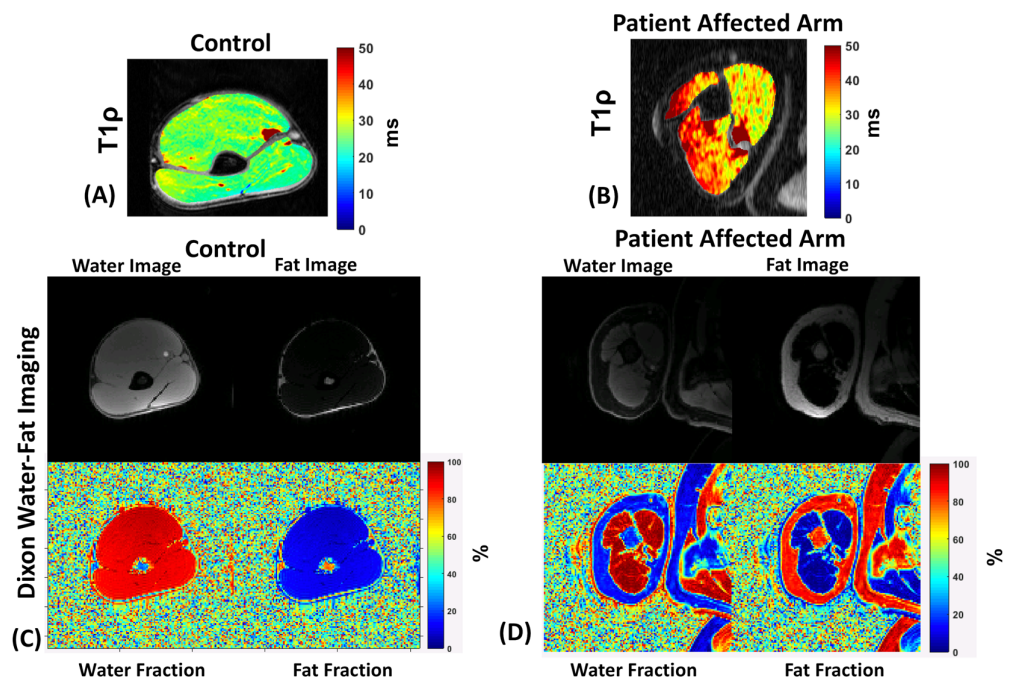 Control
T1ρ
50
40
30
20
10
0
ms
(A)
Patient Affected Arm
T1ρ
50
40
30
20
10
0
ms
(B)
Control
Water Image
Fat Image
Patient Affected Arm
Water Image
Fat Image
Dixon Water-Fat Imaging
100
80
60
40
20
0
%
(C)
100
80
60
40
20
0
%
(D)
Water Fraction
Fat Fraction
Water Fraction
Fat Fraction